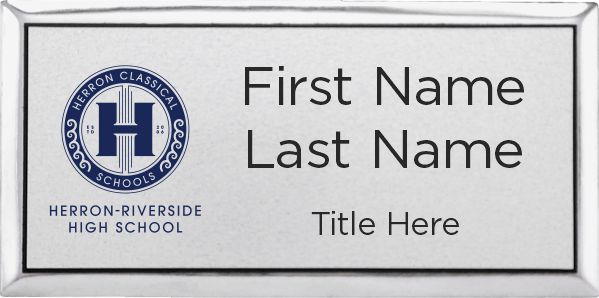 HERRON CLASSICAL
ES
TD
20
06
H
SCHOOLS
HERRON-RIVERSIDE
HIGH SCHOOL
First Name
Last Name
Title Here